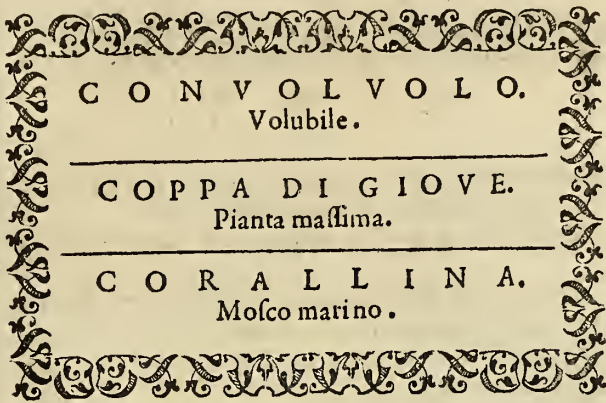 CONVOLVOLO.
Volubile.
COPPA DI GIOVE.
Pianta maſſima.
CORALLINA.
Moſco marino.